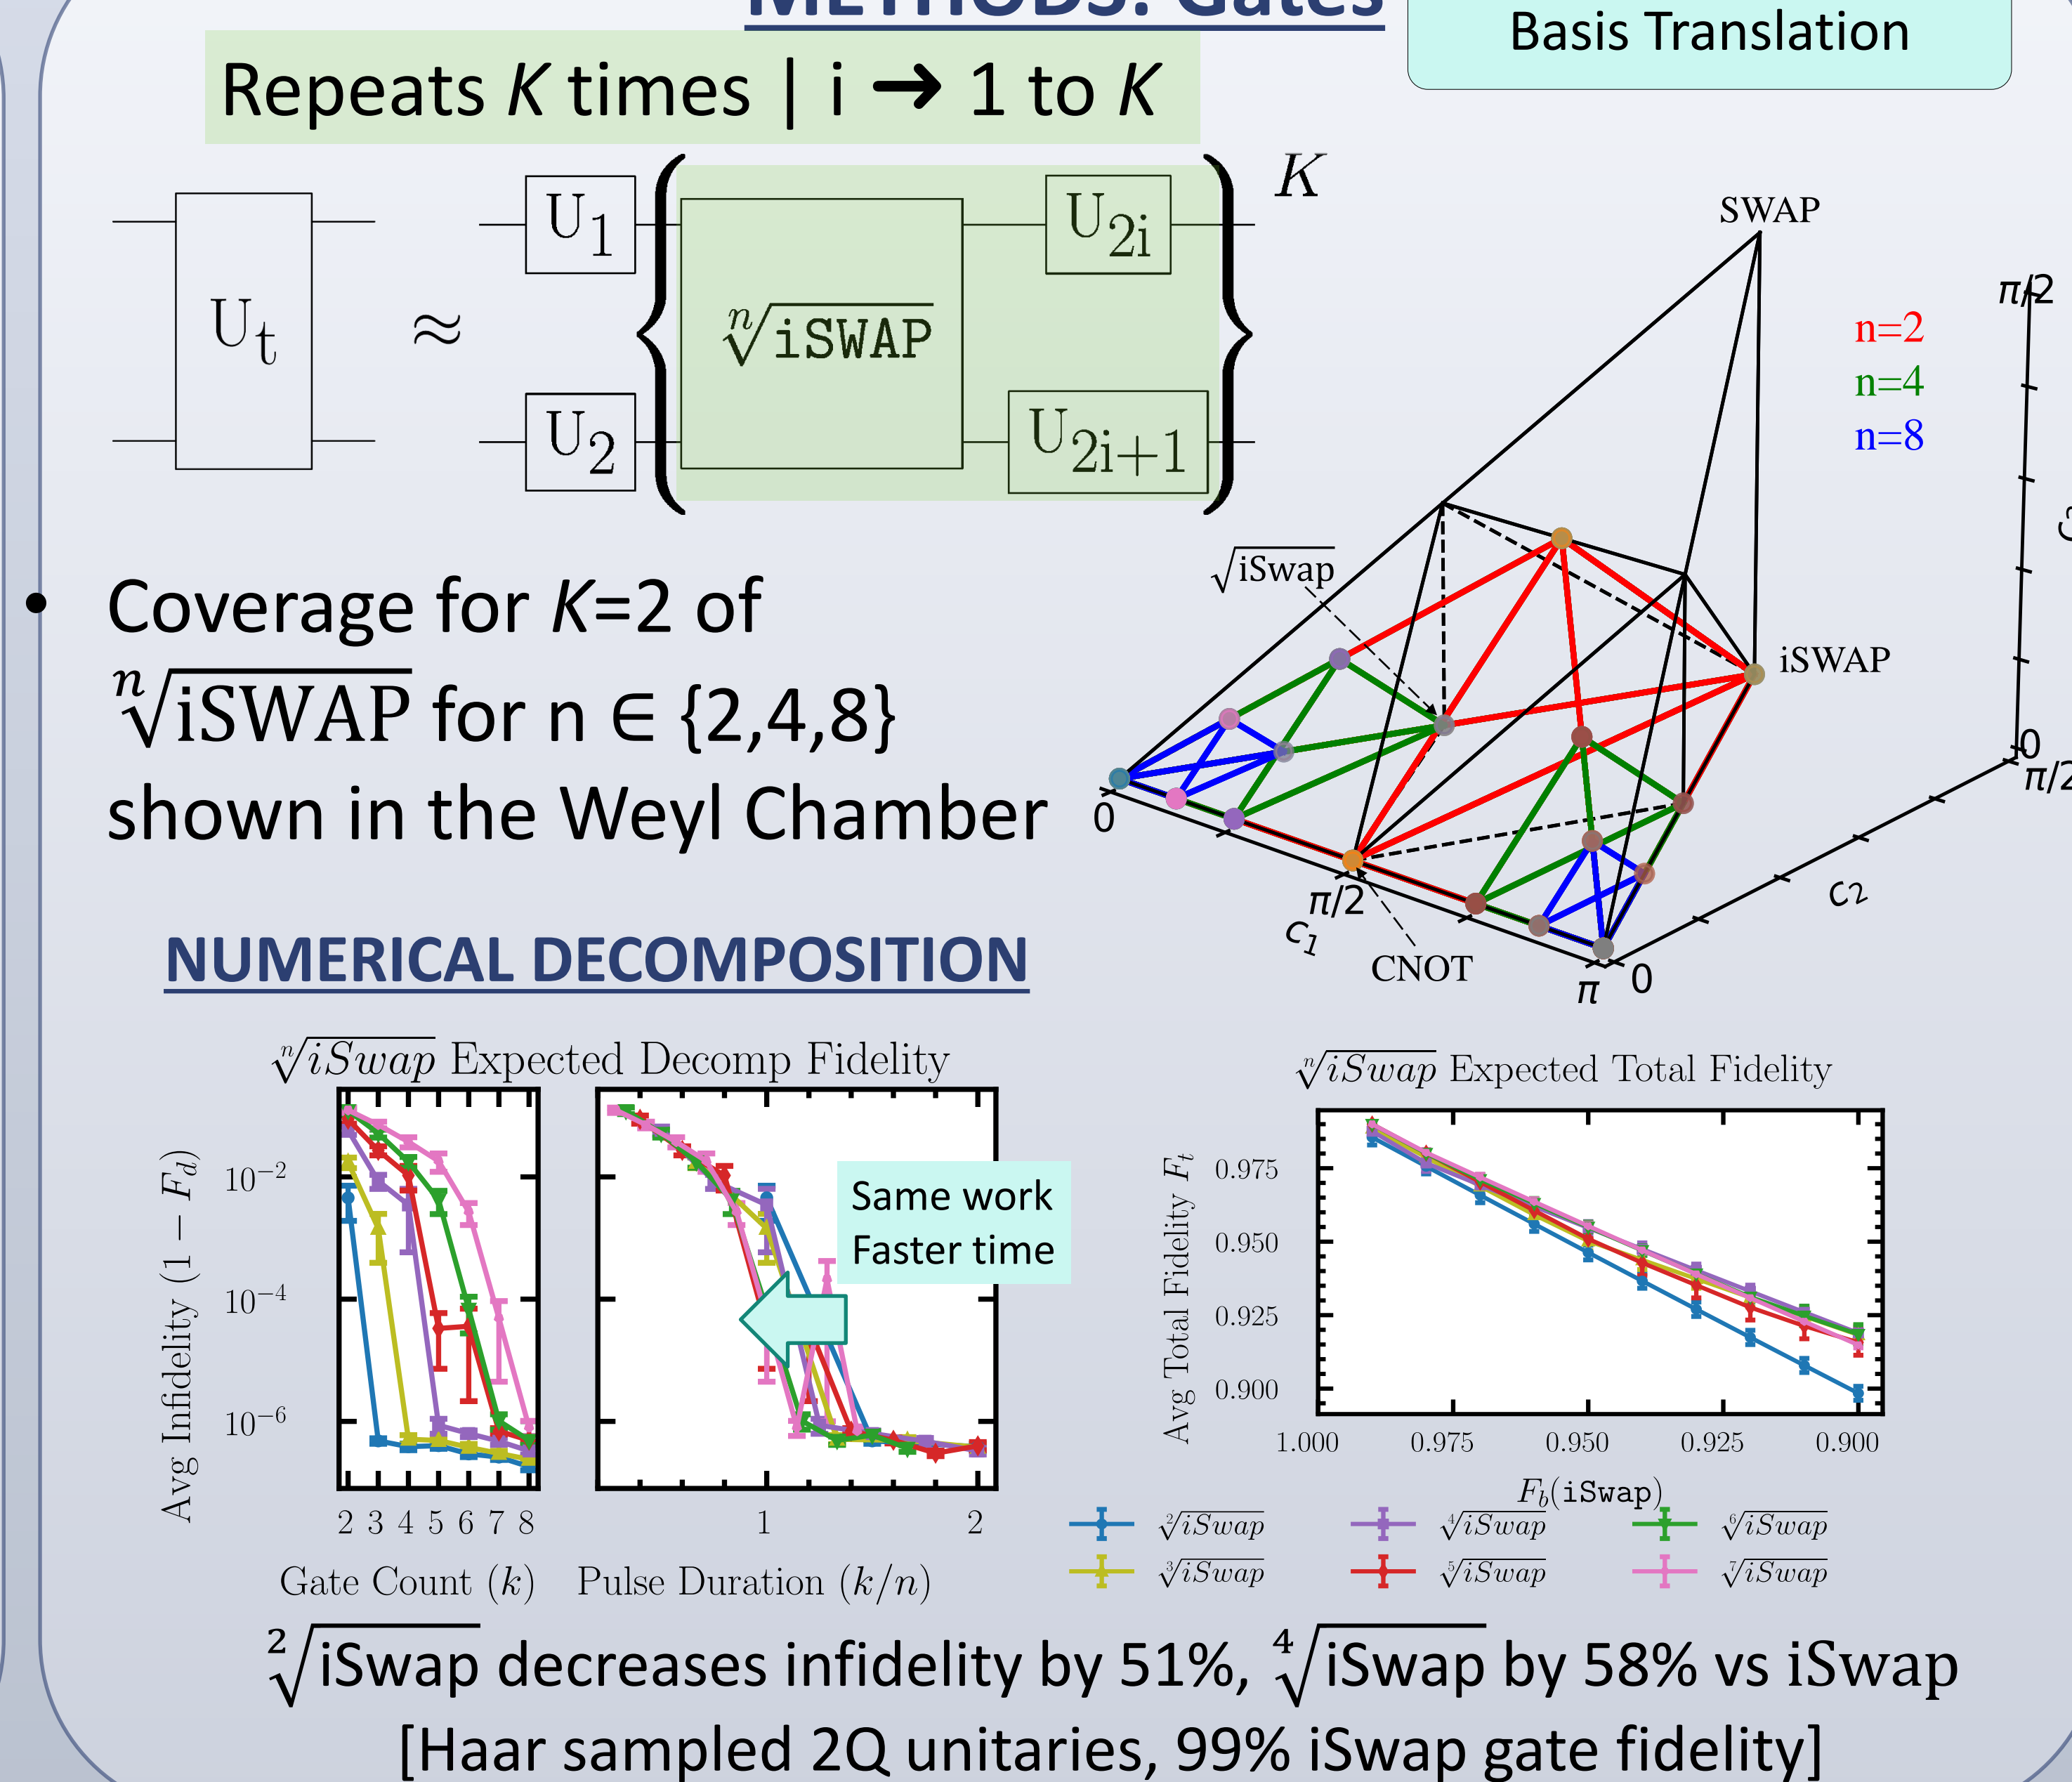 METHODS: Gates
Basis Translation
Repeats K times | i → 1 to K
K
U1
U2i
Ut
≈
ⁿ√iSWAP
U2
U2i+1
• Coverage for K=2 of
ⁿ√iSWAP for n ∈ {2,4,8}
shown in the Weyl Chamber
SWAP
π/2
n=2
n=4
n=8
√iSwap
iSWAP
0
π/2
0
π/2
c1
c2
CNOT
π
0
NUMERICAL DECOMPOSITION
ⁿ√iSwap Expected Decomp Fidelity
Avg Infidelity (1 − Fd)
10⁻²
10⁻⁴
10⁻⁶
2 3 4 5 6 7 8
Gate Count (k)
Same work
Faster time
1 2
Pulse Duration (k/n)
ⁿ√iSwap Expected Total Fidelity
Avg Total Fidelity Ft
0.975
0.950
0.925
0.900
1.000 0.975 0.950 0.925 0.900
Fb(iSwap)
²√iSwap ⁴√iSwap ⁶√iSwap
³√iSwap ⁵√iSwap ⁷√iSwap
²√iSwap decreases infidelity by 51%, ⁴√iSwap by 58% vs iSwap
[Haar sampled 2Q unitaries, 99% iSwap gate fidelity]